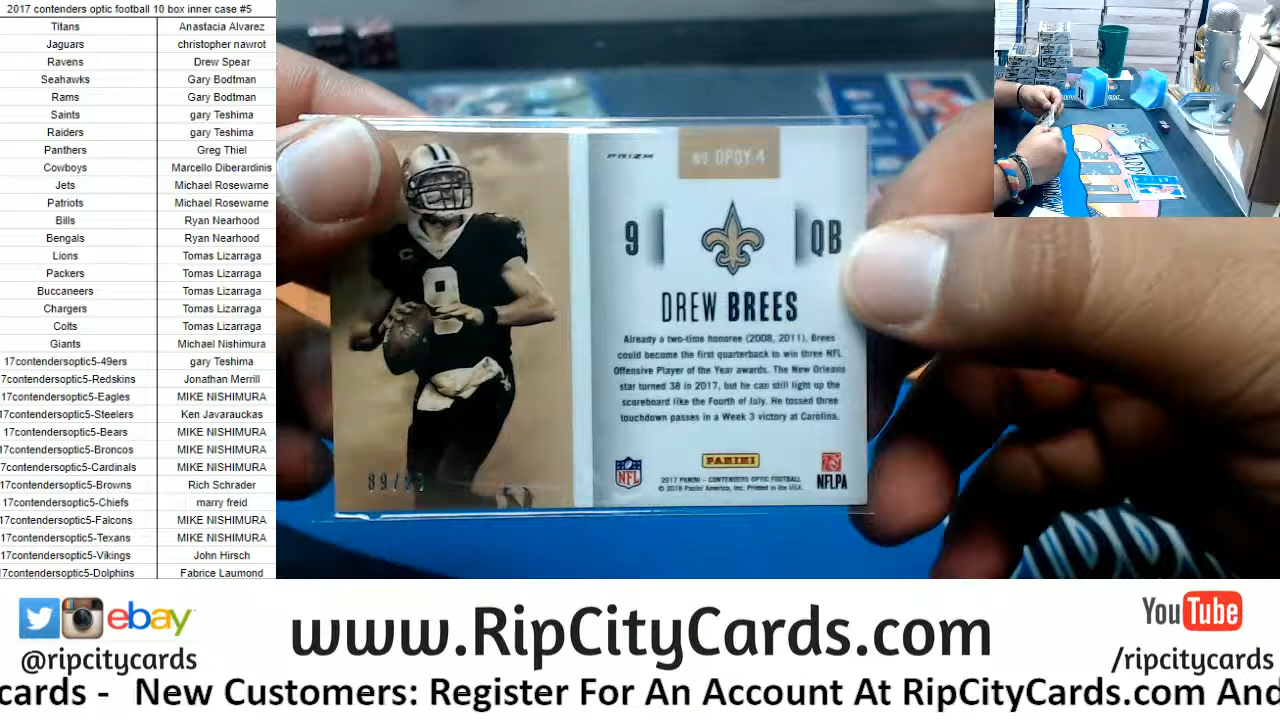 2017 contenders optic football 10 box inner case #5
Titans Anastacia Alvarez
Jaguars christopher nawrot
Ravens Drew Spear
Seahawks Gary Bodtman
Rams Gary Bodtman
Saints gary Teshima
Raiders gary Teshima
Panthers Greg Thiel
Cowboys Marcello Diberardinis
Jets Michael Rosewarne
Patriots Michael Rosewarne
Bills Ryan Nearhood
Bengals Ryan Nearhood
Lions Tomas Lizarraga
Packers Tomas Lizarraga
Buccaneers Tomas Lizarraga
Chargers Tomas Lizarraga
Colts Tomas Lizarraga
Giants Michael Nishimura
17contendersoptic5-49ers gary Teshima
7contendersoptic5-Redskins Jonathan Merrill
17contendersoptic5-Eagles MIKE NISHIMURA
17contendersoptic5-Steelers Ken Javarauckas
17contendersoptic5-Bears MIKE NISHIMURA
17contendersoptic5-Broncos MIKE NISHIMURA
7contendersoptic5-Cardinals MIKE NISHIMURA
17contendersoptic5-Browns Rich Schrader
17contendersoptic5-Chiefs marry freid
17contendersoptic5-Falcons MIKE NISHIMURA
17contendersoptic5-Texans MIKE NISHIMURA
17contendersoptic5-Vikings John Hirsch
7contendersoptic5-Dolphins Fabrice Laumond
PRIZM
NO. OPOY-4
9 QB
DREW BREES
Already a two-time honoree (2008, 2011), Brees
could become the first quarterback to win three NFL
Offensive Player of the Year awards. The New Orleans
star turned 38 in 2017, but he can still light up the
scoreboard like the Fourth of July. He tossed three
touchdown passes in a Week 3 victory at Carolina.
PANINI
NFL
NFLPA
2017 PANINI - CONTENDERS OPTIC FOOTBALL
© 2018 Panini America, Inc. Printed in the USA.
C
9
ebay
@ripcitycards
www.RipCityCards.com
YouTube
/ripcitycards
cards - New Customers: Register For An Account At RipCityCards.com And